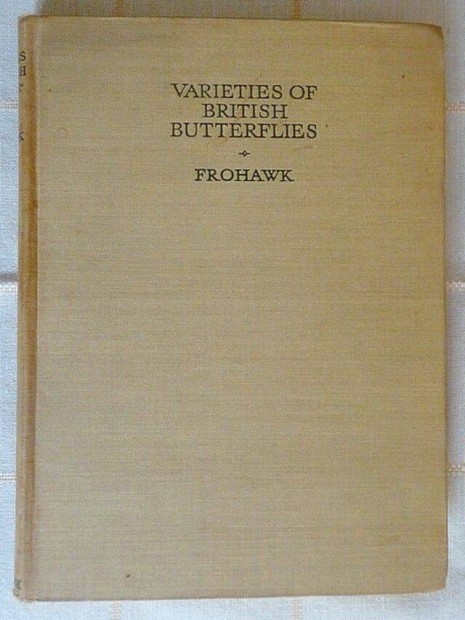 VARIETIES OF
BRITISH
BUTTERFLIES
FROHAWK